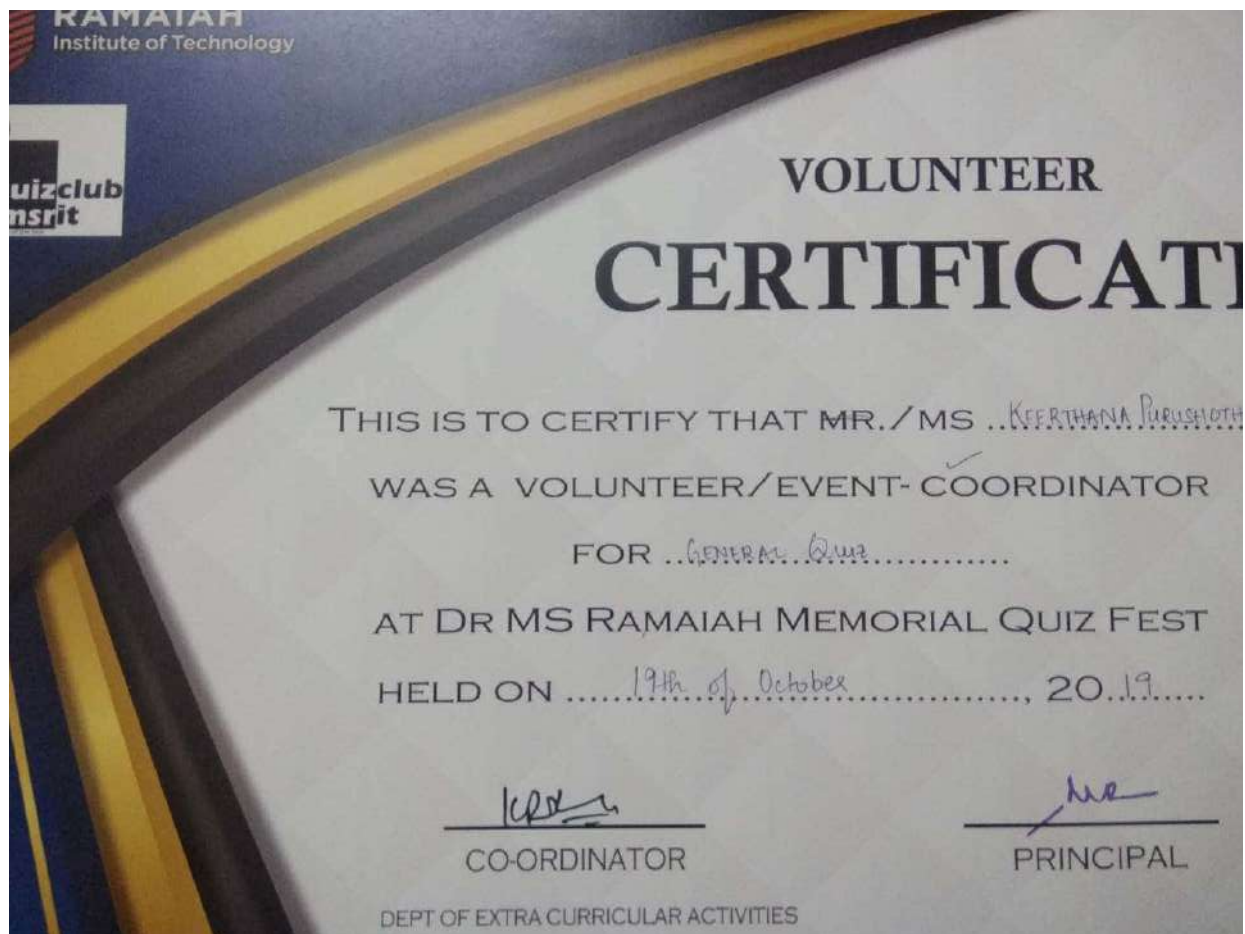 RAMAIAH
Institute of Technology
uizclub
msrit
VOLUNTEER
CERTIFICAT
THIS IS TO CERTIFY THAT MR./MS ..KEERTHANA PURUSHOTH
WAS A VOLUNTEER/EVENT- COORDINATOR
FOR ..GENERAL QUIZ...............
AT DR MS RAMAIAH MEMORIAL QUIZ FEST
HELD ON ......19th of October..................., 20..19.....
CO-ORDINATOR
PRINCIPAL
DEPT OF EXTRA CURRICULAR ACTIVITIES